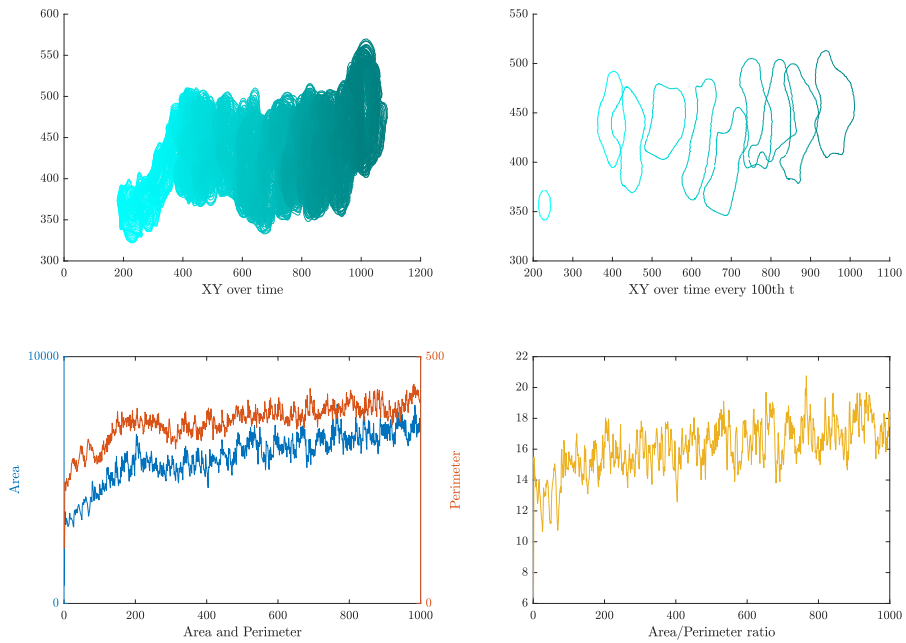 600
550
500
450
400
350
300
0 200 400 600 800 1000 1200
XY over time
550
500
450
400
350
300
200 300 400 500 600 700 800 900 1000 1100
XY over time every 100th t
10000
0
Area
500
0
Perimeter
0 200 400 600 800 1000
Area and Perimeter
22
20
18
16
14
12
10
8
6
0 200 400 600 800 1000
Area/Perimeter ratio